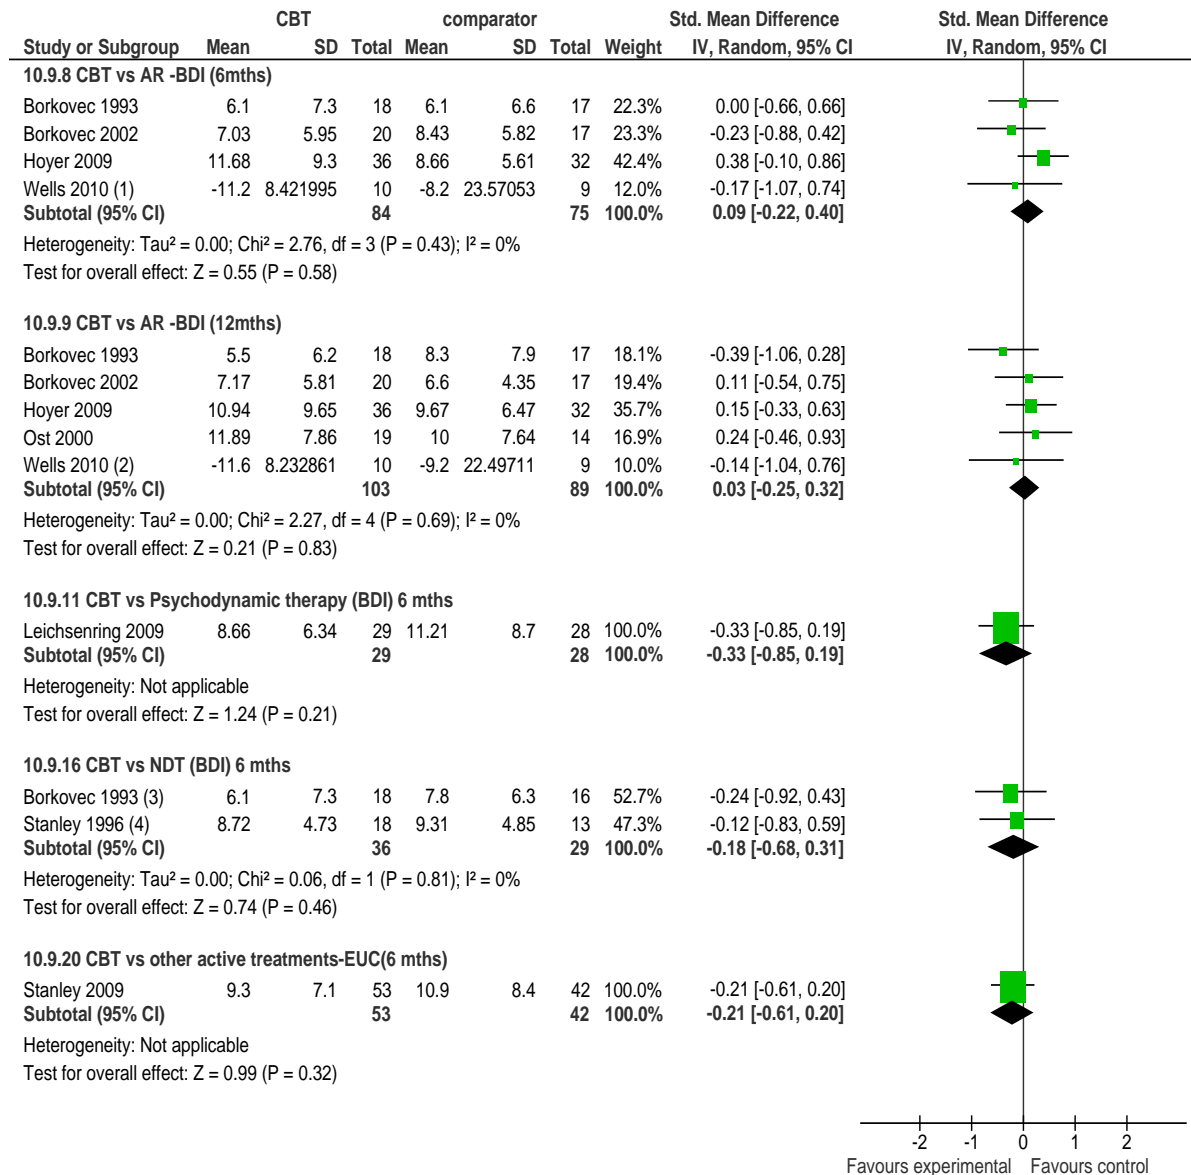 CBT comparator Std. Mean Difference Std. Mean Difference
Study or Subgroup Mean SD Total Mean SD Total Weight IV, Random, 95% CI IV, Random, 95% CI
10.9.8 CBT vs AR -BDI (6mths)
Borkovec 1993 6.1 7.3 18 6.1 6.6 17 22.3% 0.00 [-0.66, 0.66]
Borkovec 2002 7.03 5.95 20 8.43 5.82 17 23.3% -0.23 [-0.88, 0.42]
Hoyer 2009 11.68 9.3 36 8.66 5.61 32 42.4% 0.38 [-0.10, 0.86]
Wells 2010 (1) -11.2 8.421995 10 -8.2 23.57053 9 12.0% -0.17 [-1.07, 0.74]
Subtotal (95% CI) 84 75 100.0% 0.09 [-0.22, 0.40]
Heterogeneity: Tau² = 0.00; Chi² = 2.76, df = 3 (P = 0.43); I² = 0%
Test for overall effect: Z = 0.55 (P = 0.58)
10.9.9 CBT vs AR -BDI (12mths)
Borkovec 1993 5.5 6.2 18 8.3 7.9 17 18.1% -0.39 [-1.06, 0.28]
Borkovec 2002 7.17 5.81 20 6.6 4.35 17 19.4% 0.11 [-0.54, 0.75]
Hoyer 2009 10.94 9.65 36 9.67 6.47 32 35.7% 0.15 [-0.33, 0.63]
Ost 2000 11.89 7.86 19 10 7.64 14 16.9% 0.24 [-0.46, 0.93]
Wells 2010 (2) -11.6 8.232861 10 -9.2 22.49711 9 10.0% -0.14 [-1.04, 0.76]
Subtotal (95% CI) 103 89 100.0% 0.03 [-0.25, 0.32]
Heterogeneity: Tau² = 0.00; Chi² = 2.27, df = 4 (P = 0.69); I² = 0%
Test for overall effect: Z = 0.21 (P = 0.83)
10.9.11 CBT vs Psychodynamic therapy (BDI) 6 mths
Leichsenring 2009 8.66 6.34 29 11.21 8.7 28 100.0% -0.33 [-0.85, 0.19]
Subtotal (95% CI) 29 28 100.0% -0.33 [-0.85, 0.19]
Heterogeneity: Not applicable
Test for overall effect: Z = 1.24 (P = 0.21)
10.9.16 CBT vs NDT (BDI) 6 mths
Borkovec 1993 (3) 6.1 7.3 18 7.8 6.3 16 52.7% -0.24 [-0.92, 0.43]
Stanley 1996 (4) 8.72 4.73 18 9.31 4.85 13 47.3% -0.12 [-0.83, 0.59]
Subtotal (95% CI) 36 29 100.0% -0.18 [-0.68, 0.31]
Heterogeneity: Tau² = 0.00; Chi² = 0.06, df = 1 (P = 0.81); I² = 0%
Test for overall effect: Z = 0.74 (P = 0.46)
10.9.20 CBT vs other active treatments-EUC(6 mths)
Stanley 2009 9.3 7.1 53 10.9 8.4 42 100.0% -0.21 [-0.61, 0.20]
Subtotal (95% CI) 53 42 100.0% -0.21 [-0.61, 0.20]
Heterogeneity: Not applicable
Test for overall effect: Z = 0.99 (P = 0.32)
-2 -1 0 1 2
Favours experimental Favours control